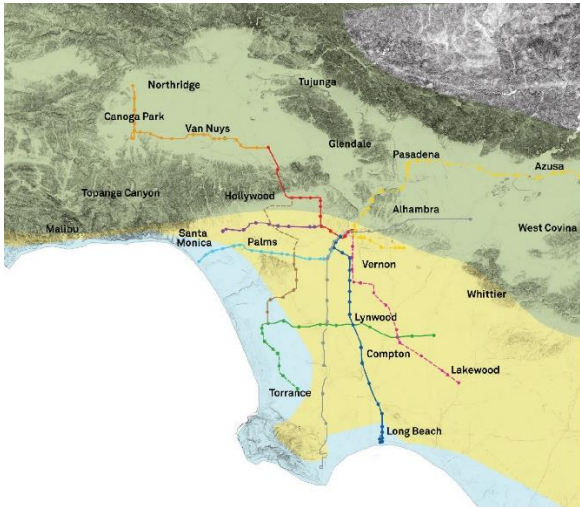 Northridge
Tujunga
Canoga Park
Van Nuys
Glendale
Pasadena
Azusa
Topanga Canyon
Hollywood
Alhambra
Malibu
Santa
Monica
Palms
West Covina
Vernon
Whittier
Lynwood
Compton
Lakewood
Torrance
Long Beach